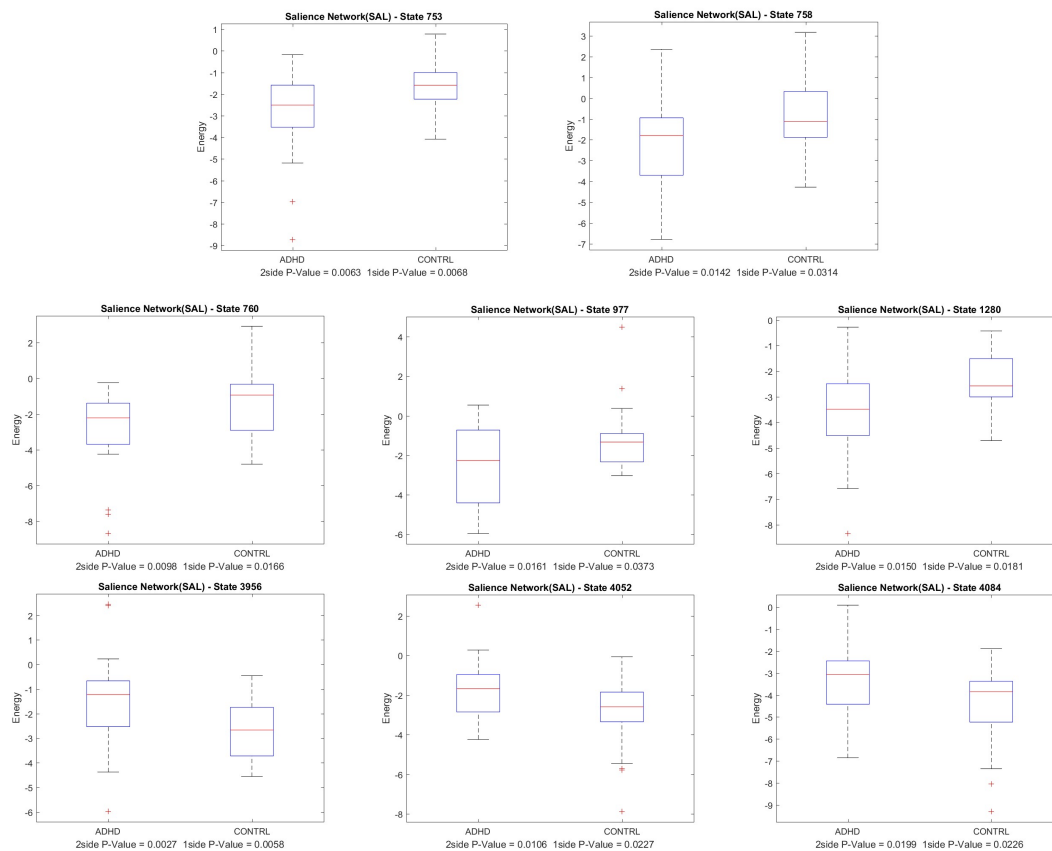 Salience Network(SAL) - State 753
1
0
-1
-2
-3
-4
-5
-6
-7
-8
-9
Energy
ADHD CONTRL
2side P-Value = 0.0063 1side P-Value = 0.0068
Salience Network(SAL) - State 758
3
2
1
0
-1
-2
-3
-4
-5
-6
-7
Energy
ADHD CONTRL
2side P-Value = 0.0142 1side P-Value = 0.0314
Salience Network(SAL) - State 760
2
0
-2
-4
-6
-8
Energy
ADHD CONTRL
2side P-Value = 0.0098 1side P-Value = 0.0166
Salience Network(SAL) - State 977
4
2
0
-2
-4
-6
Energy
ADHD CONTRL
2side P-Value = 0.0161 1side P-Value = 0.0373
Salience Network(SAL) - State 1280
0
-1
-2
-3
-4
-5
-6
-7
-8
Energy
ADHD CONTRL
2side P-Value = 0.0150 1side P-Value = 0.0181
Salience Network(SAL) - State 3956
2
1
0
-1
-2
-3
-4
-5
-6
Energy
ADHD CONTRL
2side P-Value = 0.0027 1side P-Value = 0.0058
Salience Network(SAL) - State 4052
2
0
-2
-4
-6
-8
Energy
ADHD CONTRL
2side P-Value = 0.0106 1side P-Value = 0.0227
Salience Network(SAL) - State 4084
0
-1
-2
-3
-4
-5
-6
-7
-8
-9
Energy
ADHD CONTRL
2side P-Value = 0.0199 1side P-Value = 0.0226